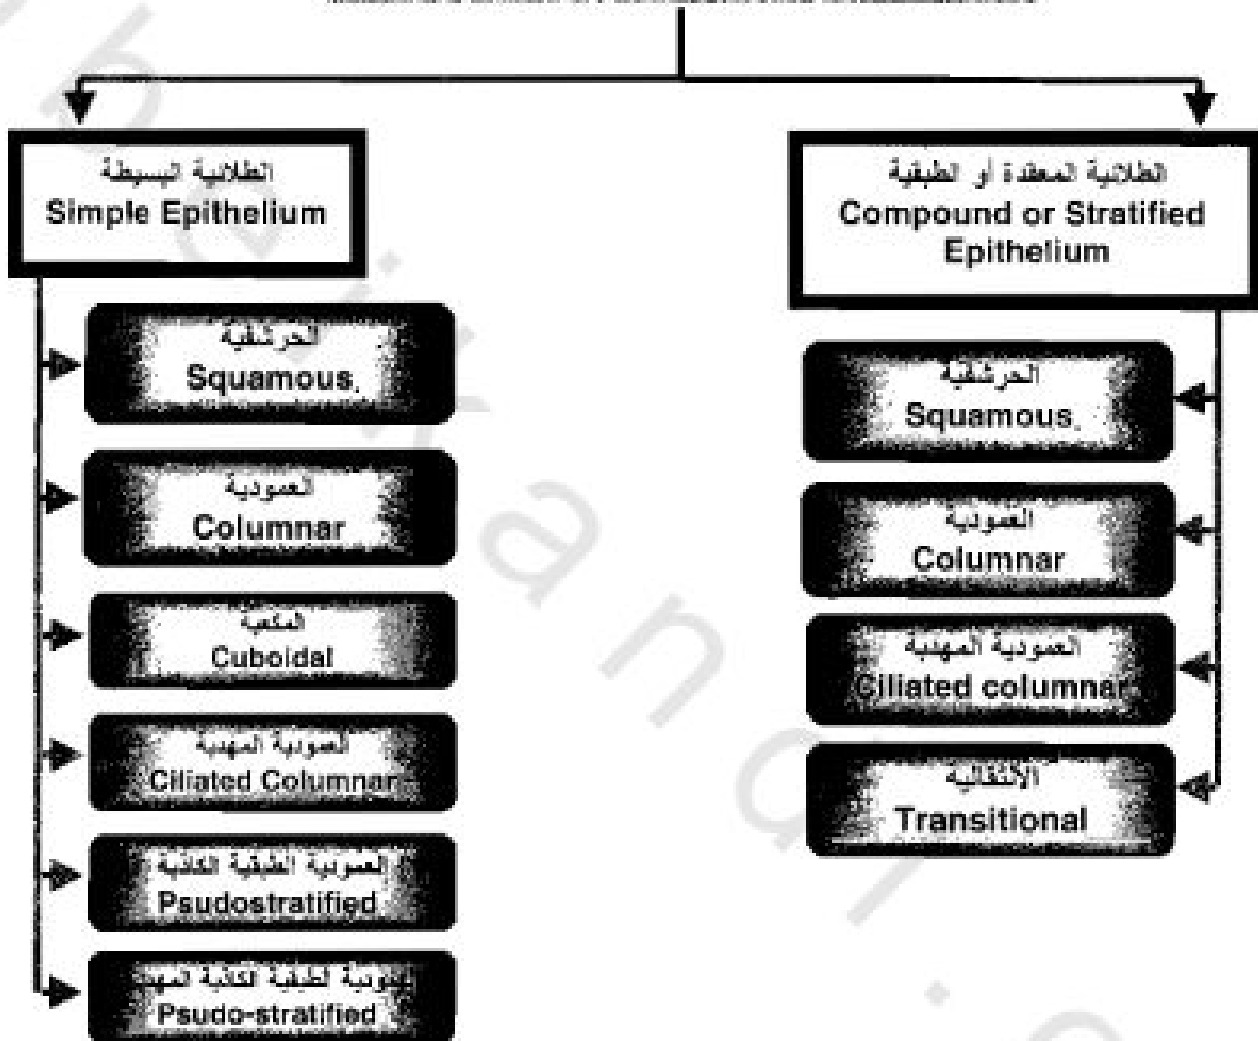 الطلائية البسيطة
Simple Epithelium
الحرشفية
Squamous.
العمودية
Columnar
المكعبة
Cuboidal
العمودية المهدبة
Ciliated Columnar
العمودية الطبقية الكاذبة
Psudostratified
الطبقية الكاذبة
Psudo-stratified
الطلائية المعقدة أو الطبقية
Compound or Stratified
Epithelium
الحرشفية
Squamous.
العمودية
Columnar
العمودية المهدبة
Ciliated columnar
الانتقالية
Transitional